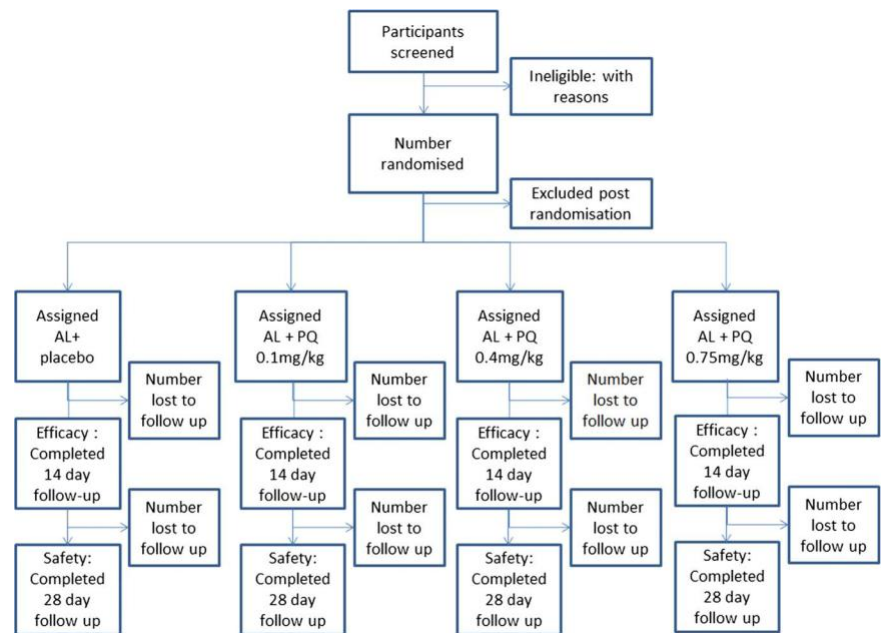 Participants
screened
Ineligible: with
reasons
Number
randomised
Excluded post
randomisation
Assigned
AL+
placebo
Assigned
AL + PQ
0.1mg/kg
Assigned
AL + PQ
0.4mg/kg
Assigned
AL + PQ
0.75mg/kg
Number
lost to
follow up
Number
lost to
follow up
Number
lost to
follow up
Number
lost to
follow up
Efficacy :
Completed
14 day
follow-up
Efficacy :
Completed
14 day
follow-up
Efficacy :
Completed
14 day
follow-up
Efficacy :
Completed
14 day
follow-up
Number
lost to
follow up
Number
lost to
follow up
Number
lost to
follow up
Number
lost to
follow up
Safety:
Completed
28 day
follow up
Safety:
Completed
28 day
follow up
Safety:
Completed
28 day
follow up
Safety:
Completed
28 day
follow up